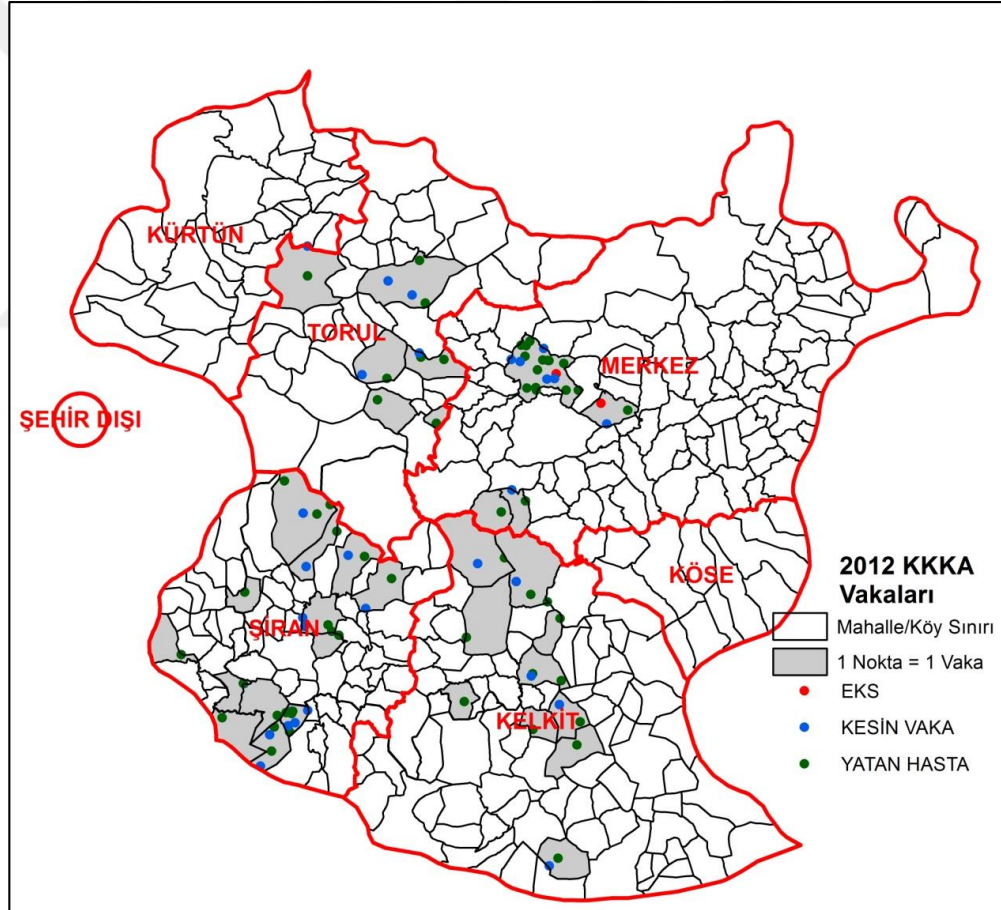 KÜRTÜN
TORUL
MERKEZ
ŞEHİR DIŞI
KÖSE
ŞİRAN
KELKİT
2012 KKKA
Vakaları
Mahalle/Köy Sınırı
1 Nokta = 1 Vaka
EKS
KESİN VAKA
YATAN HASTA